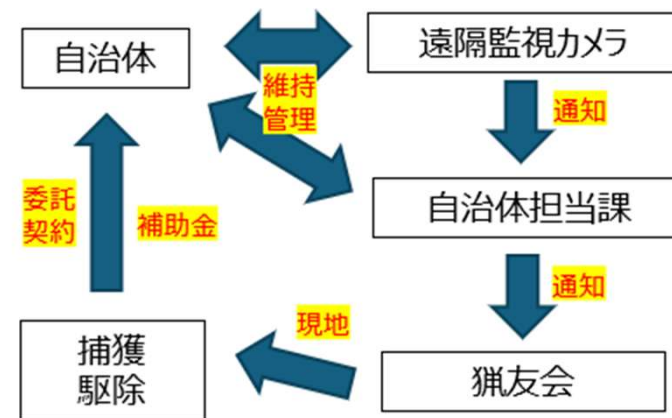 自治体
遠隔監視カメラ
維持
管理
通知
委託
契約
補助金
自治体担当課
通知
現地
捕獲
駆除
猟友会